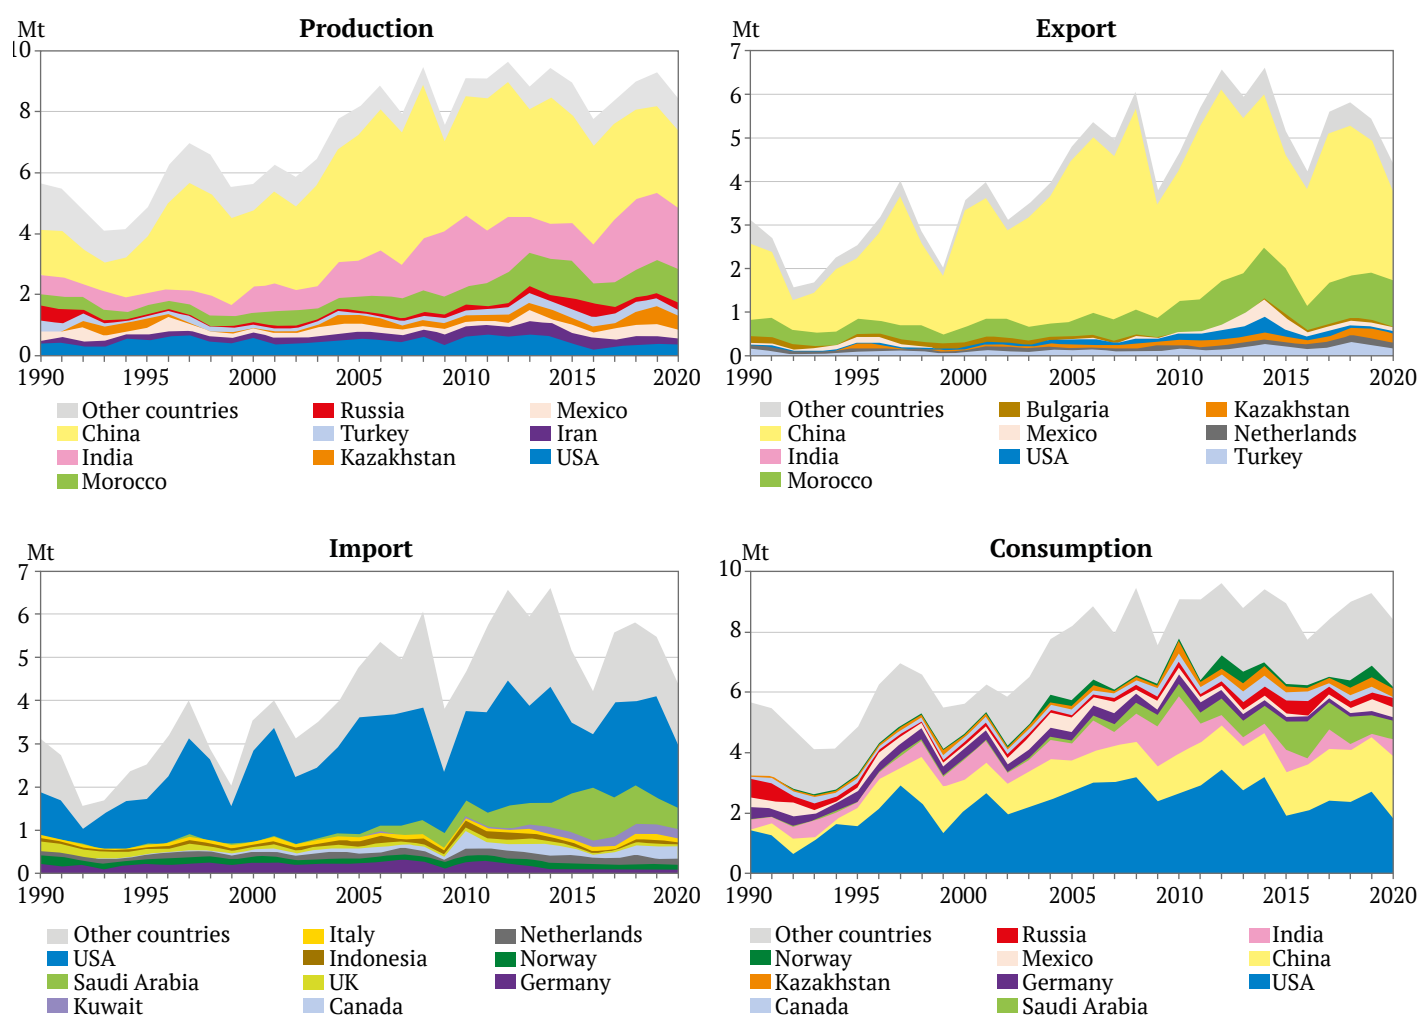 Production
Mt
10
8
6
4
2
0
1990 1995 2000 2005 2010 2015 2020
Other countries
China
India
Morocco
Russia
Turkey
Kazakhstan
Mexico
Iran
USA
Export
Mt
7
6
5
4
3
2
1
0
1990 1995 2000 2005 2010 2015 2020
Other countries
China
India
Morocco
Bulgaria
Mexico
USA
Kazakhstan
Netherlands
Turkey
Import
Mt
7
6
5
4
3
2
1
0
1990 1995 2000 2005 2010 2015 2020
Other countries
USA
Saudi Arabia
Kuwait
Italy
Indonesia
UK
Canada
Netherlands
Norway
Germany
Consumption
Mt
10
8
6
4
2
0
1990 1995 2000 2005 2010 2015 2020
Other countries
Norway
Kazakhstan
Canada
Russia
Mexico
Germany
Saudi Arabia
India
China
USA